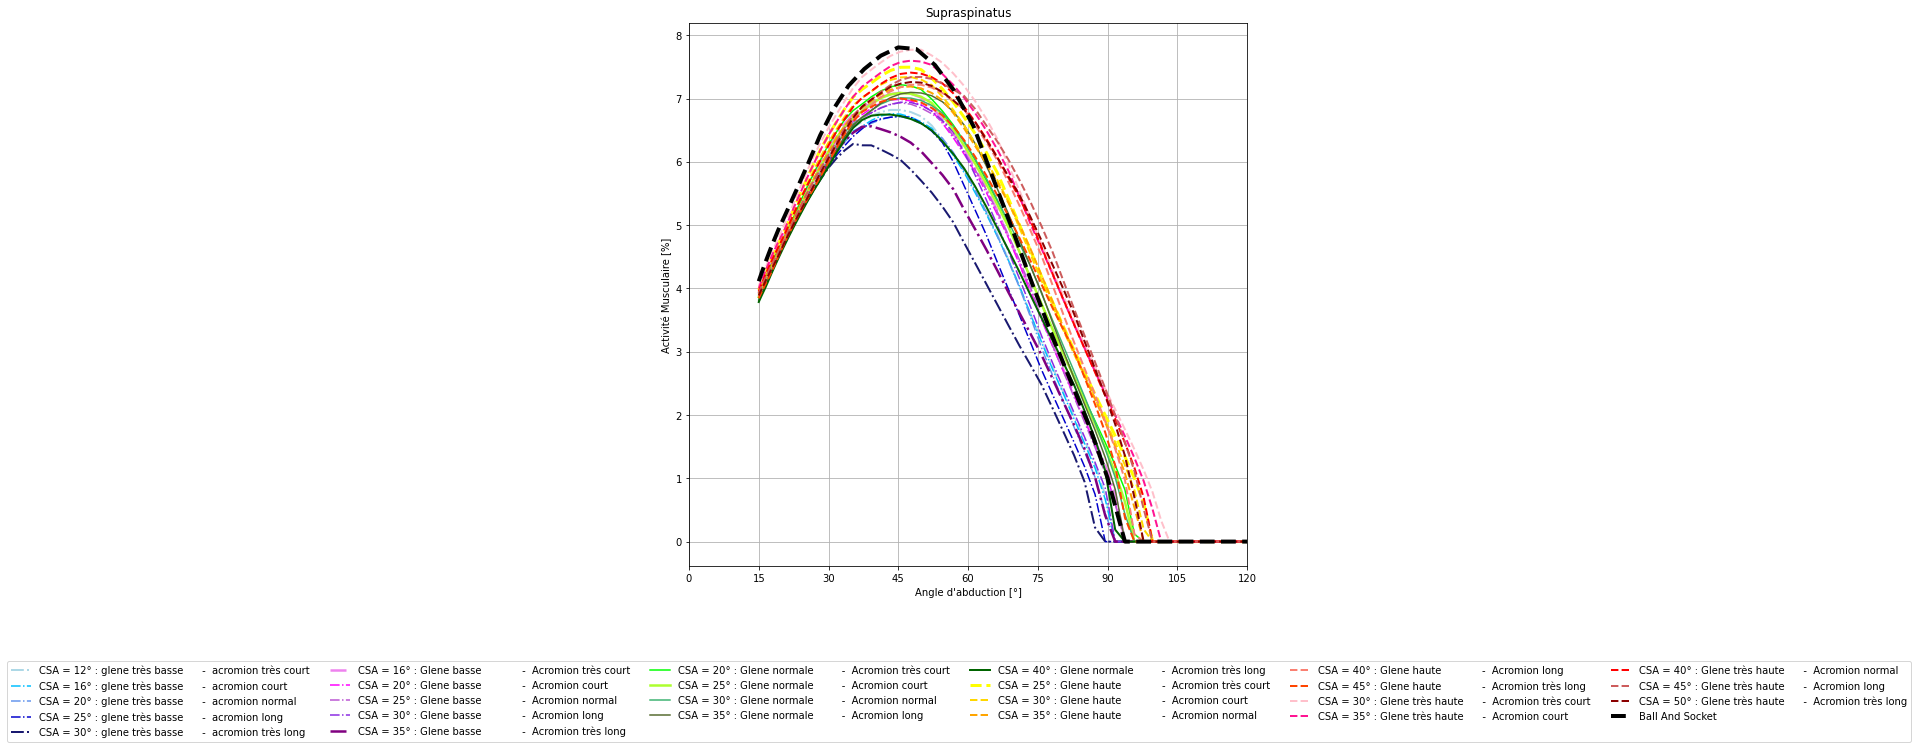 Supraspinatus
8
7
6
5
4
3
2
1
0
Activité Musculaire [%]
0 15 30 45 60 75 90 105 120
Angle d'abduction [°]
CSA = 12° : glene très basse - acromion très court
CSA = 16° : glene très basse - acromion court
CSA = 20° : glene très basse - acromion normal
CSA = 25° : glene très basse - acromion long
CSA = 30° : glene très basse - acromion très long
CSA = 16° : Glene basse - Acromion très court
CSA = 20° : Glene basse - Acromion court
CSA = 25° : Glene basse - Acromion normal
CSA = 30° : Glene basse - Acromion long
CSA = 35° : Glene basse - Acromion très long
CSA = 20° : Glene normale - Acromion très court
CSA = 25° : Glene normale - Acromion court
CSA = 30° : Glene normale - Acromion normal
CSA = 35° : Glene normale - Acromion long
CSA = 40° : Glene normale - Acromion très long
CSA = 25° : Glene haute - Acromion très court
CSA = 30° : Glene haute - Acromion court
CSA = 35° : Glene haute - Acromion normal
CSA = 40° : Glene haute - Acromion long
CSA = 45° : Glene haute - Acromion très long
CSA = 30° : Glene très haute - Acromion très court
CSA = 35° : Glene très haute - Acromion court
CSA = 40° : Glene très haute - Acromion normal
CSA = 45° : Glene très haute - Acromion long
CSA = 50° : Glene très haute - Acromion très long
Ball And Socket